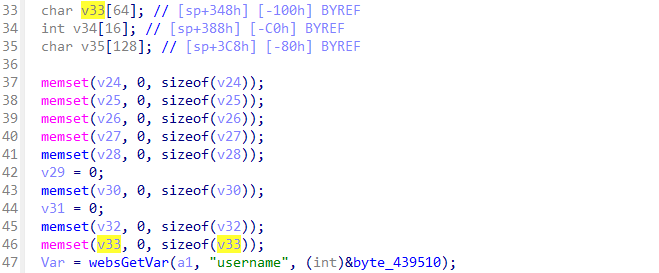 33 char v33[64]; // [sp+348h] [-100h] BYREF
34 int v34[16]; // [sp+388h] [-C0h] BYREF
35 char v35[128]; // [sp+3C8h] [-80h] BYREF
36
37 memset(v24, 0, sizeof(v24));
38 memset(v25, 0, sizeof(v25));
39 memset(v26, 0, sizeof(v26));
40 memset(v27, 0, sizeof(v27));
41 memset(v28, 0, sizeof(v28));
42 v29 = 0;
43 memset(v30, 0, sizeof(v30));
44 v31 = 0;
45 memset(v32, 0, sizeof(v32));
46 memset(v33, 0, sizeof(v33));
47 Var = websGetVar(a1, "username", (int)&byte_439510);